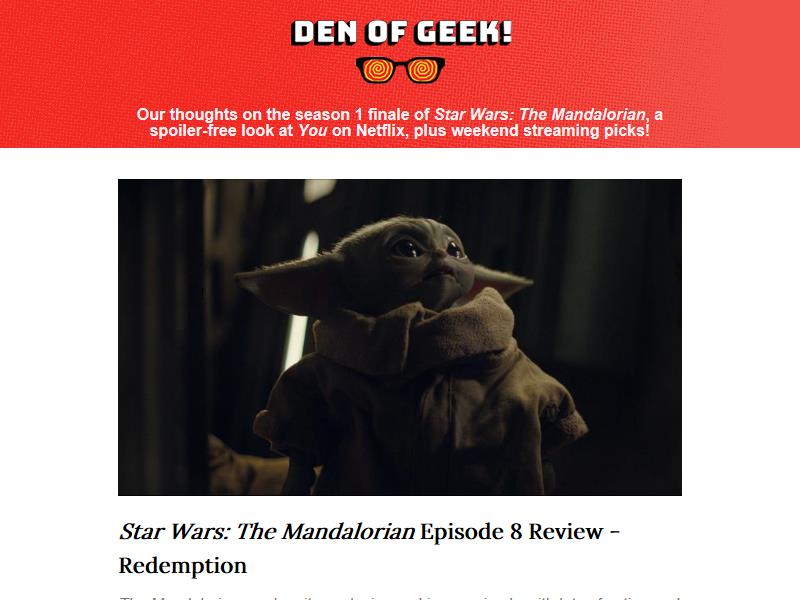 DEN OF GEEK!
Our thoughts on the season 1 finale of Star Wars: The Mandalorian, a
spoiler-free look at You on Netflix, plus weekend streaming picks!
Star Wars: The Mandalorian Episode 8 Review –
Redemption